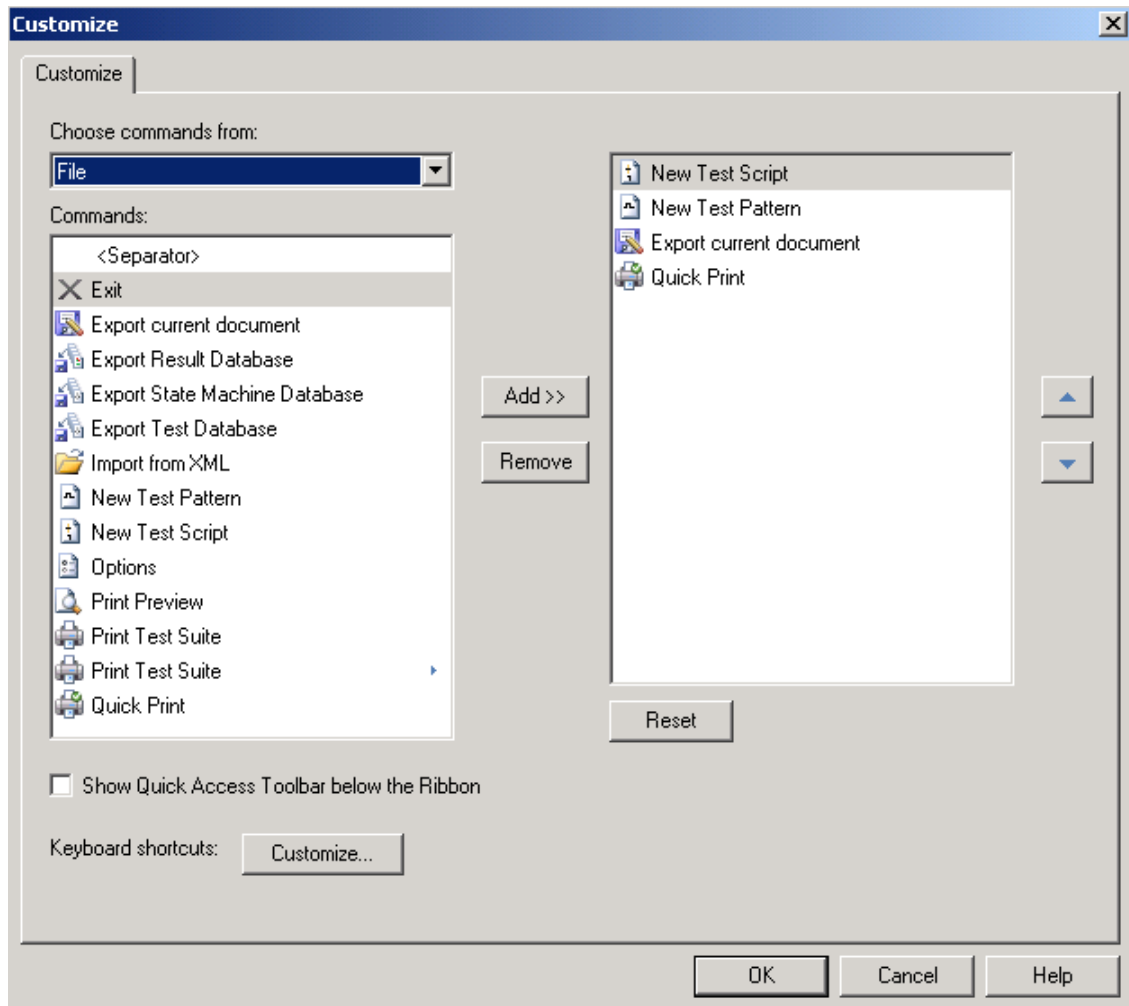 Customize
Customize
Choose commands from:
File
Commands:
<Separator>
Exit
Export current document
Export Result Database
Export State Machine Database
Export Test Database
Import from XML
New Test Pattern
New Test Script
Options
Print Preview
Print Test Suite
Print Test Suite
Quick Print
Add >>
Remove
New Test Script
New Test Pattern
Export current document
Quick Print
Reset
Show Quick Access Toolbar below the Ribbon
Keyboard shortcuts:
Customize...
OK
Cancel
Help